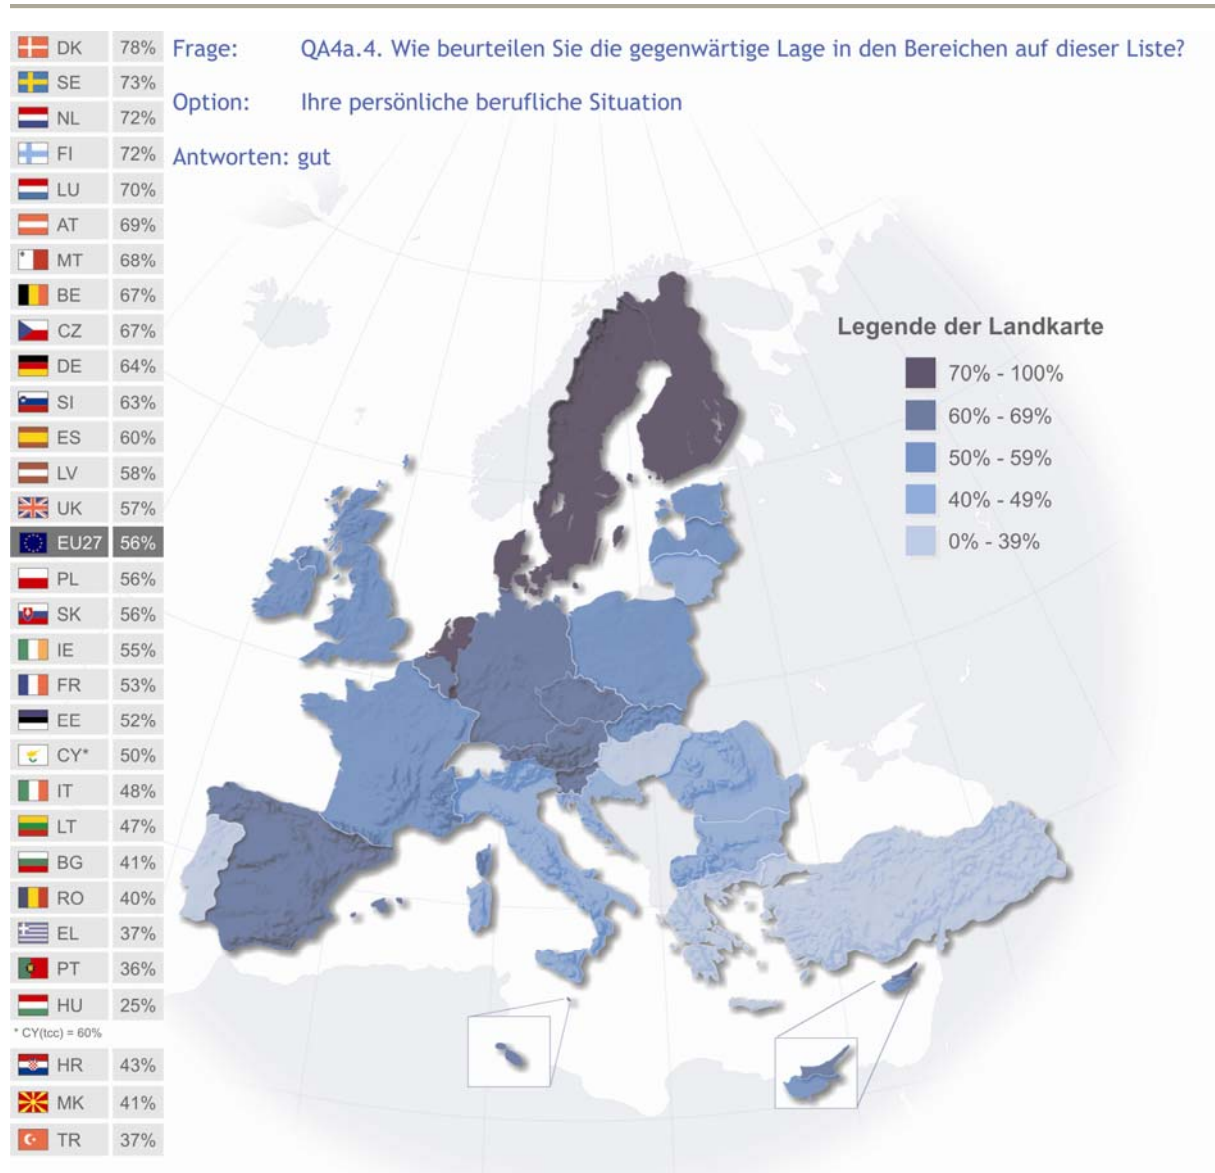 Frage: QA4a.4. Wie beurteilen Sie die gegenwärtige Lage in den Bereichen auf dieser Liste?
Option: Ihre persönliche berufliche Situation
Antworten: gut
DK 78%
SE 73%
NL 72%
FI 72%
LU 70%
AT 69%
MT 68%
BE 67%
CZ 67%
DE 64%
SI 63%
ES 60%
LV 58%
UK 57%
EU27 56%
PL 56%
SK 56%
IE 55%
FR 53%
EE 52%
CY* 50%
IT 48%
LT 47%
BG 41%
RO 40%
EL 37%
PT 36%
HU 25%
* CY(tcc) = 60%
HR 43%
MK 41%
TR 37%
Legende der Landkarte
70% - 100%
60% - 69%
50% - 59%
40% - 49%
0% - 39%